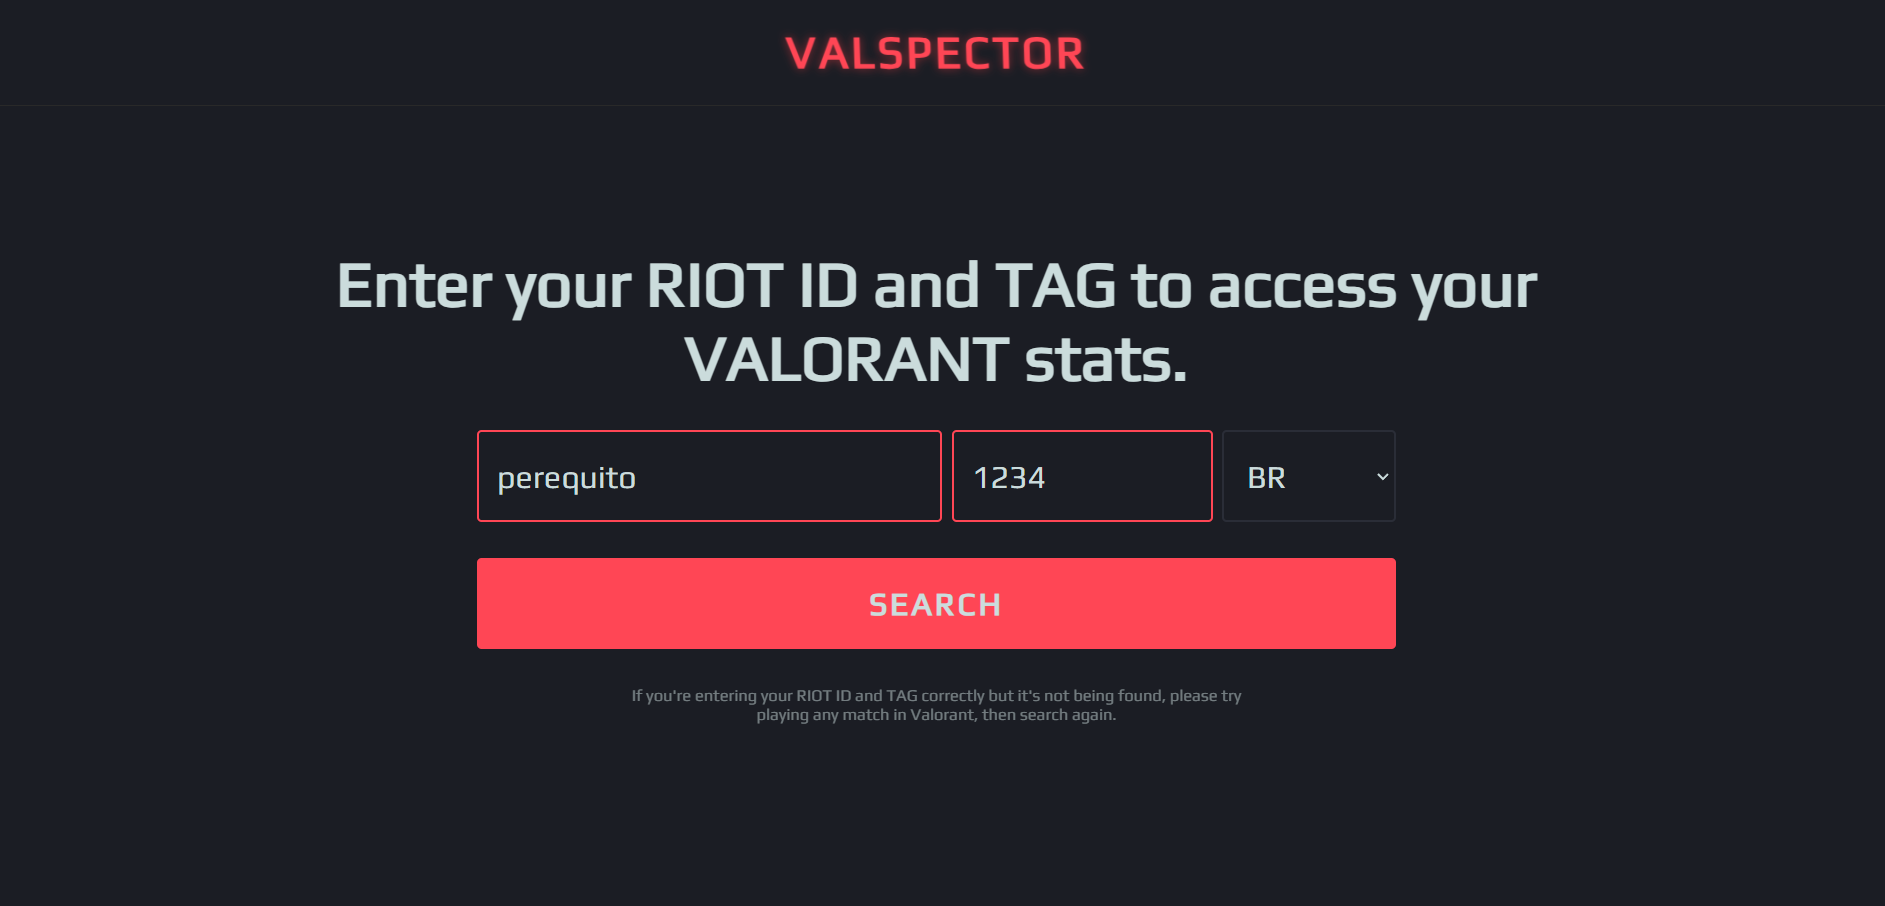 VALSPECTOR
Enter your RIOT ID and TAG to access your
VALORANT stats.
perequito
1234
BR
SEARCH
If you're entering your RIOT ID and TAG correctly but it's not being found, please try
playing any match in Valorant, then search again.